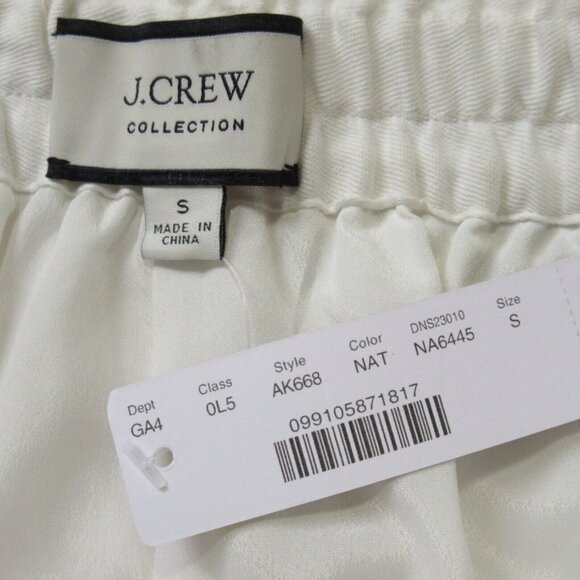 J.CREW
COLLECTION
S
MADE IN
CHINA
Dept Class Style Color DNS23010 Size
GA4 0L5 AK668 NAT NA6445 S
099105871817